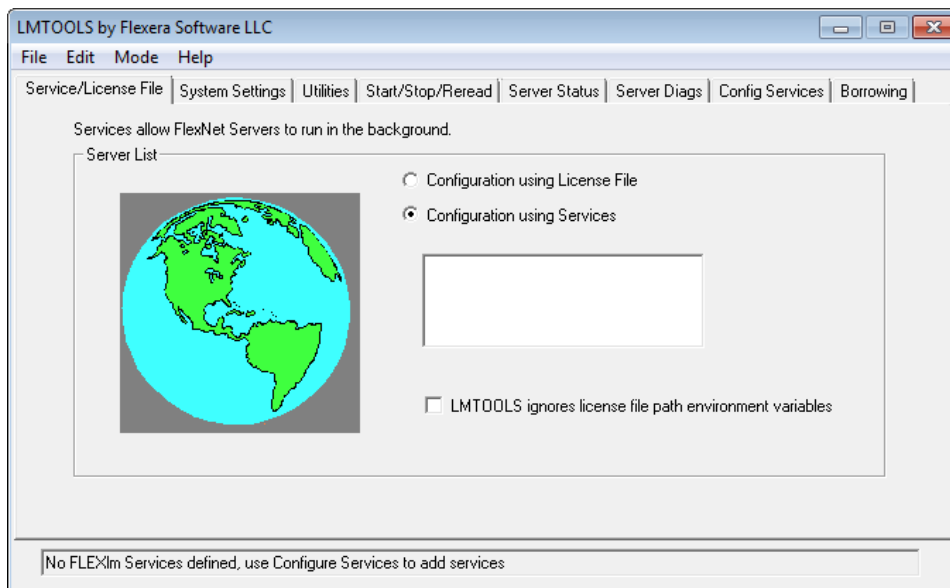 LMTOOLS by Flexera Software LLC
File Edit Mode Help
Service/License File System Settings Utilities Start/Stop/Reread Server Status Server Diags Config Services Borrowing
Services allow FlexNet Servers to run in the background.
Server List
Configuration using License File
Configuration using Services
LMTOOLS ignores license file path environment variables
No FLEXlm Services defined, use Configure Services to add services